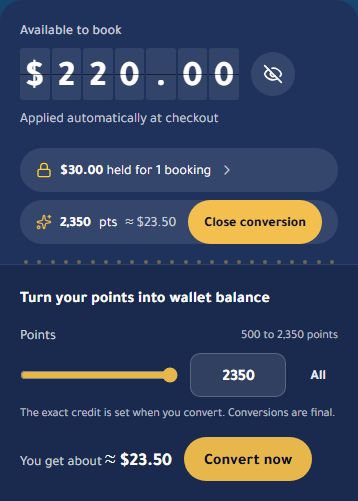 Available to book
$220.00
Applied automatically at checkout
$30.00 held for 1 booking
2,350 pts ≈ $23.50 Close conversion
Turn your points into wallet balance
Points 500 to 2,350 points
2350 All
The exact credit is set when you convert. Conversions are final.
You get about ≈ $23.50 Convert now